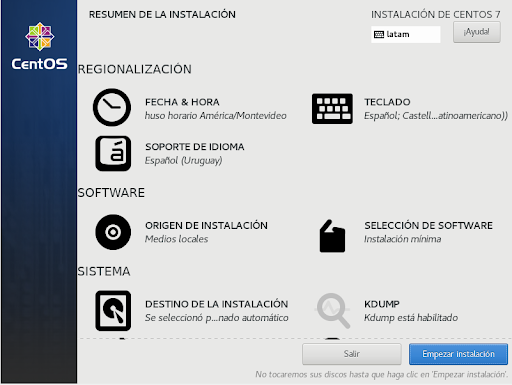 RESUMEN DE LA INSTALACIÓN
INSTALACIÓN DE CENTOS 7
latam
¡Ayuda!
CentOS
REGIONALIZACIÓN
FECHA & HORA
huso horario América/Montevideo
TECLADO
Español; Castell...atinoamericano))
SOPORTE DE IDIOMA
Español (Uruguay)
SOFTWARE
ORIGEN DE INSTALACIÓN
Medios locales
SELECCIÓN DE SOFTWARE
Instalación mínima
SISTEMA
DESTINO DE LA INSTALACIÓN
Se seleccionó p...nado automático
KDUMP
Kdump está habilitado
Salir
Empezar instalación
No tocaremos sus discos hasta que haga clic en 'Empezar instalación'.